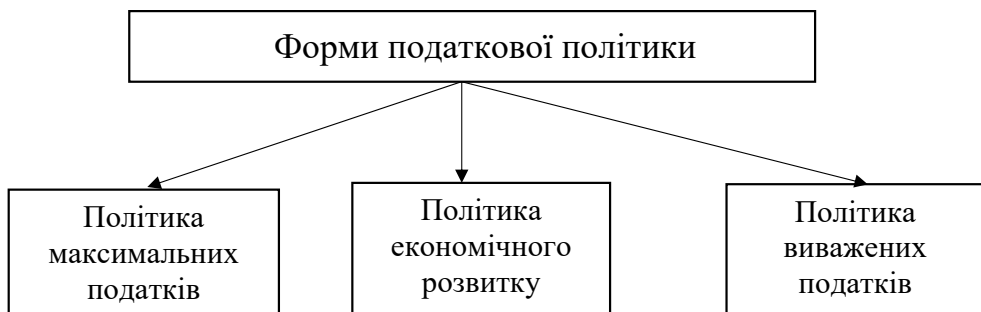 Форми податкової політики
Політика
максимальних
податків
Політика
економічного
розвитку
Політика
виважених
податків